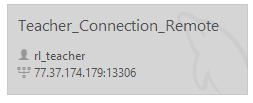 Teacher_Connection_Remote
rl_teacher
77.37.174.179:13306